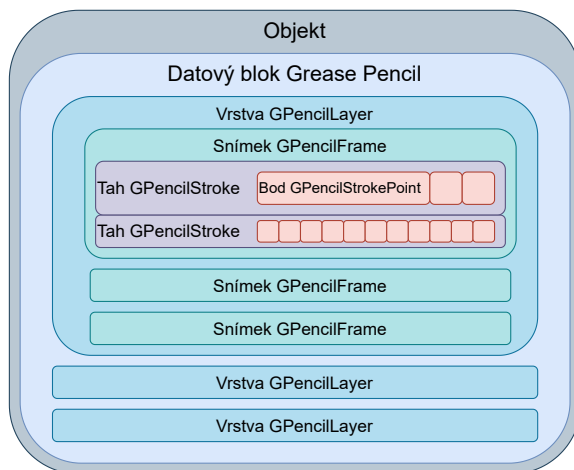 Objekt
Datový blok Grease Pencil
Vrstva GPencilLayer
Snímek GPencilFrame
Tah GPencilStroke Bod GPencilStrokePoint
Tah GPencilStroke
Snímek GPencilFrame
Snímek GPencilFrame
Vrstva GPencilLayer
Vrstva GPencilLayer